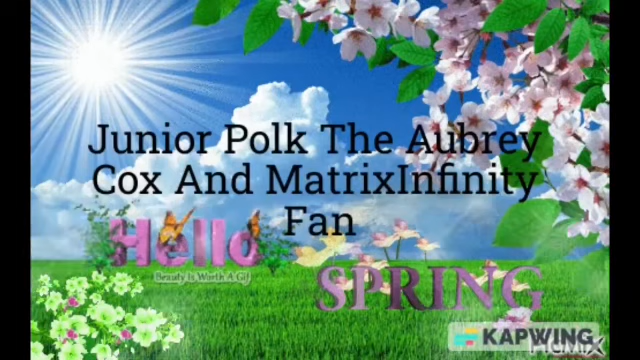 Junior Polk The Aubrey
Cox And MatrixInfinity
Fan
Hello
Beauty Is Worth A Gif
SPRING
KAPWING